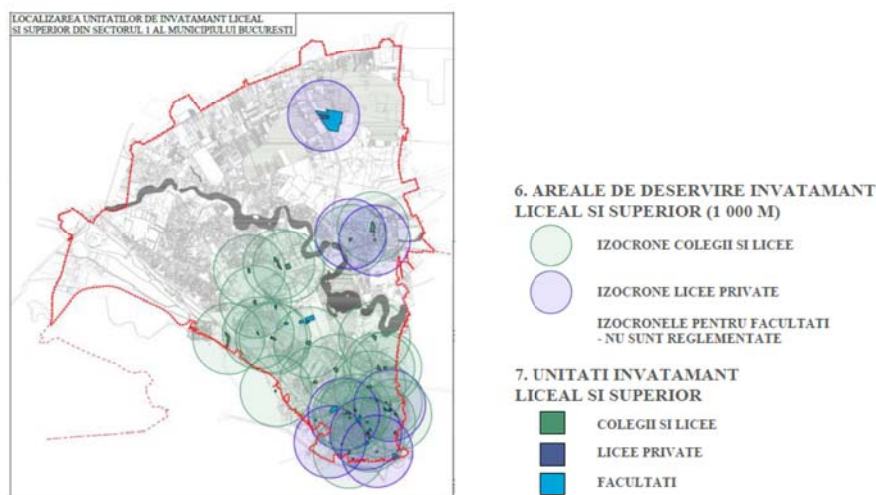 LOCALIZAREA UNITATILOR DE INVATAMANT LICEAL
SI SUPERIOR DIN SECTORUL 1 AL MUNICIPIULUI BUCURESTI
6. AREALE DE DESERVIRE INVATAMANT
LICEAL SI SUPERIOR (1 000 M)
IZOCRONE COLEGII SI LICEE
IZOCRONE LICEE PRIVATE
IZOCRONELE PENTRU FACULTATI
- NU SUNT REGLEMENTATE
7. UNITATI INVATAMANT
LICEAL SI SUPERIOR
COLEGII SI LICEE
LICEE PRIVATE
FACULTATI